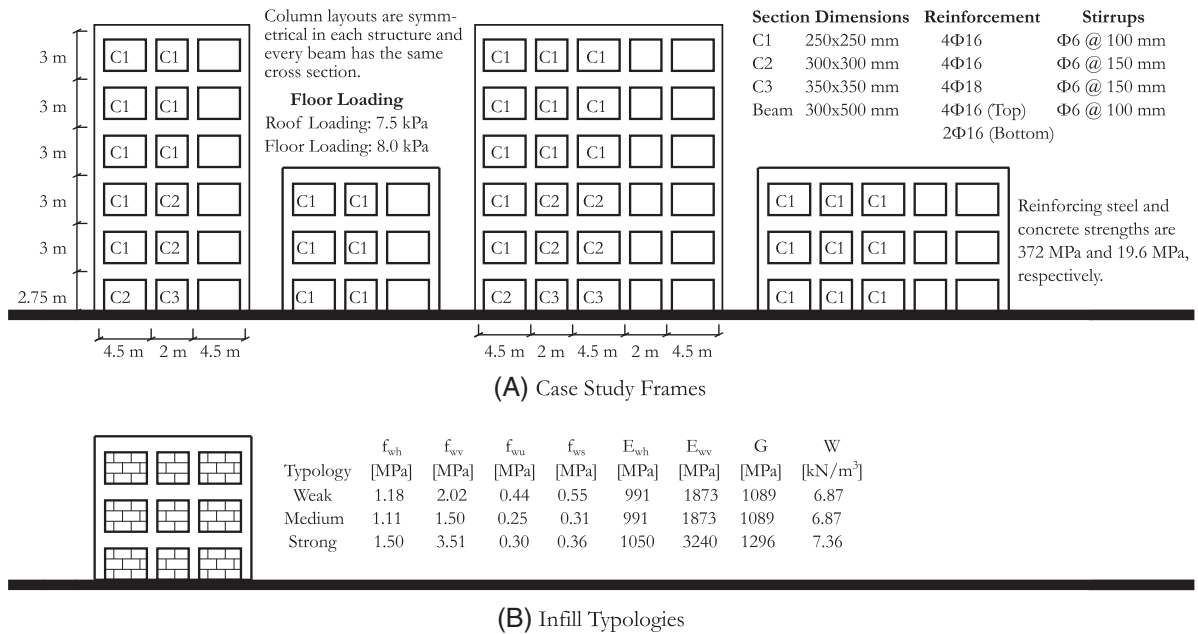 Column layouts are symm-
etrical in each structure and
every beam has the same
cross section.
Floor Loading
Roof Loading: 7.5 kPa
Floor Loading: 8.0 kPa
Section Dimensions Reinforcement Stirrups
C1 250x250 mm 4Φ16 Φ6 @ 100 mm
C2 300x300 mm 4Φ16 Φ6 @ 150 mm
C3 350x350 mm 4Φ18 Φ6 @ 150 mm
Beam 300x500 mm 4Φ16 (Top) Φ6 @ 100 mm
2Φ16 (Bottom)
3 m C1 C1 C1 C1 C1
3 m C1 C1 C1 C1 C1
3 m C1 C1 C1 C1 C1
3 m C1 C2 C1 C1 C1 C2 C2 C1 C1 C1
3 m C1 C2 C1 C1 C1 C2 C2 C1 C1 C1
2.75 m C2 C3 C1 C1 C2 C3 C3 C1 C1 C1
Reinforcing steel and
concrete strengths are
372 MPa and 19.6 MPa,
respectively.
4.5 m 2 m 4.5 m 4.5 m 2 m 4.5 m 2 m 4.5 m
(A) Case Study Frames
f_wh f_wv f_wu f_ws E_wh E_wv G W
Typology [MPa] [MPa] [MPa] [MPa] [MPa] [MPa] [MPa] [kN/m³]
Weak 1.18 2.02 0.44 0.55 991 1873 1089 6.87
Medium 1.11 1.50 0.25 0.31 991 1873 1089 6.87
Strong 1.50 3.51 0.30 0.36 1050 3240 1296 7.36
(B) Infill Typologies